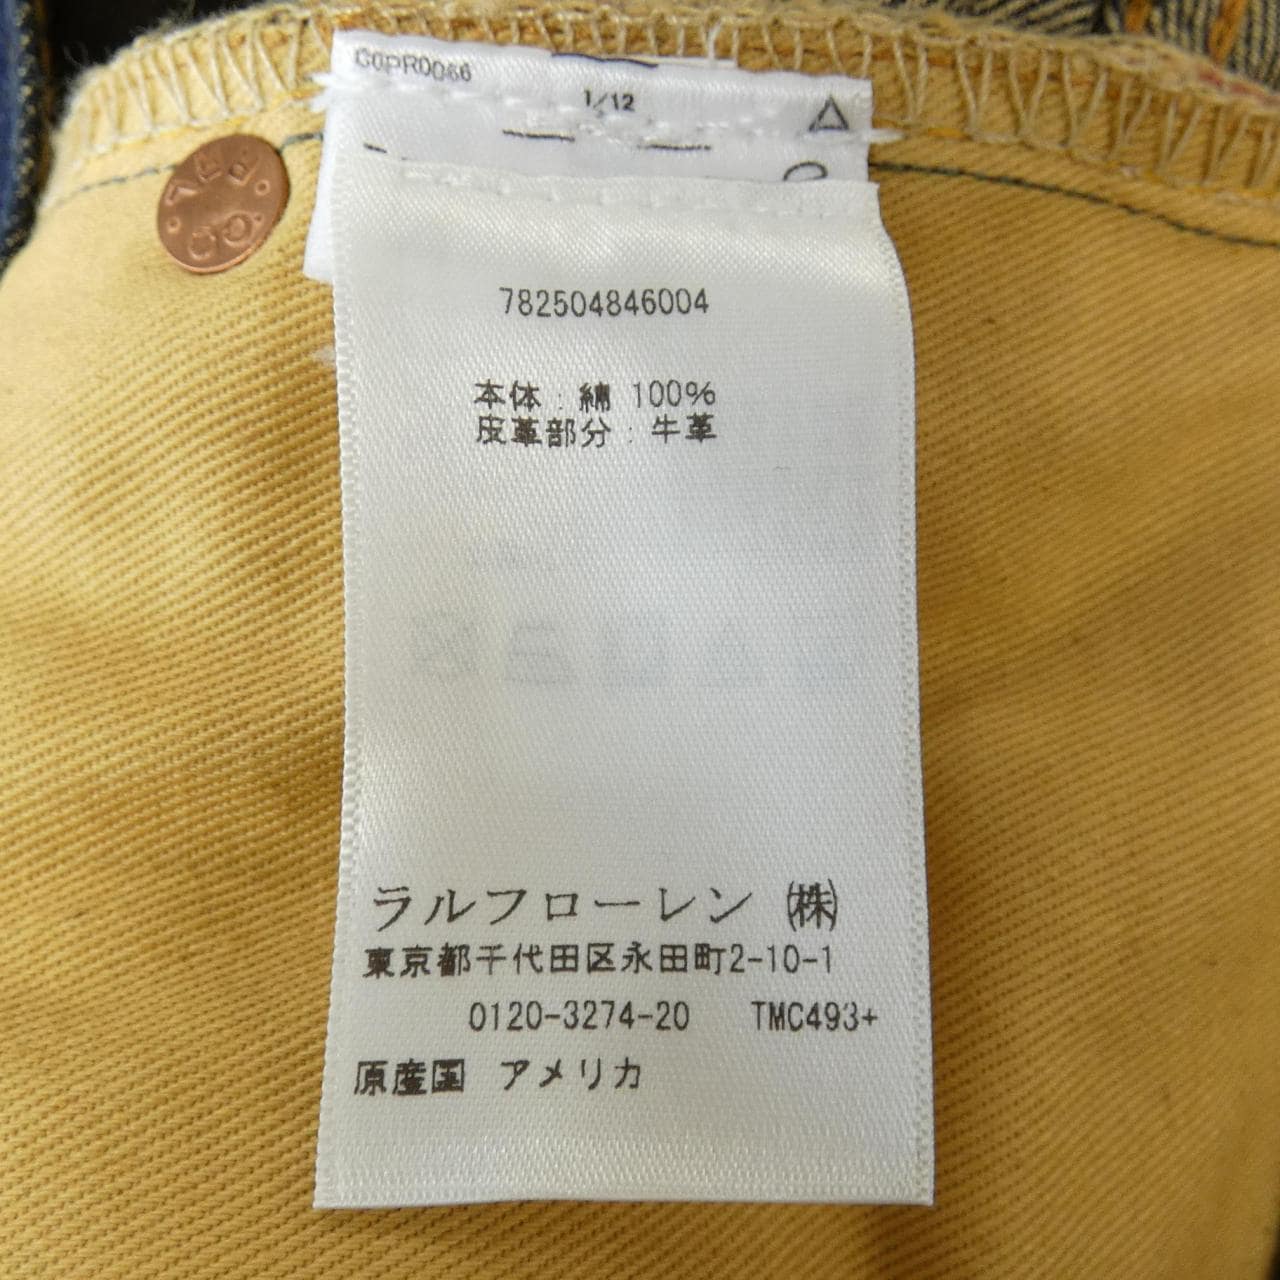 1/12
782504846004
本体：綿 100%
皮革部分：牛革
ラルフローレン ㈱
東京都千代田区永田町2-10-1
0120-3274-20 TMC493+
原産国 アメリカ